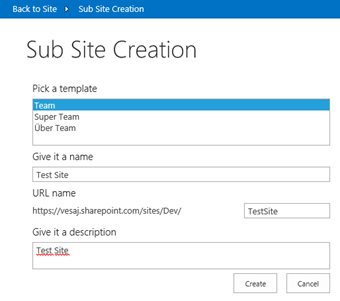 Back to Site ▸ Sub Site Creation
Sub Site Creation
Pick a template
Team
Super Team
Über Team
Give it a name
Test Site
URL name
https://vesaj.sharepoint.com/sites/Dev/ TestSite
Give it a description
Test Site
Create Cancel